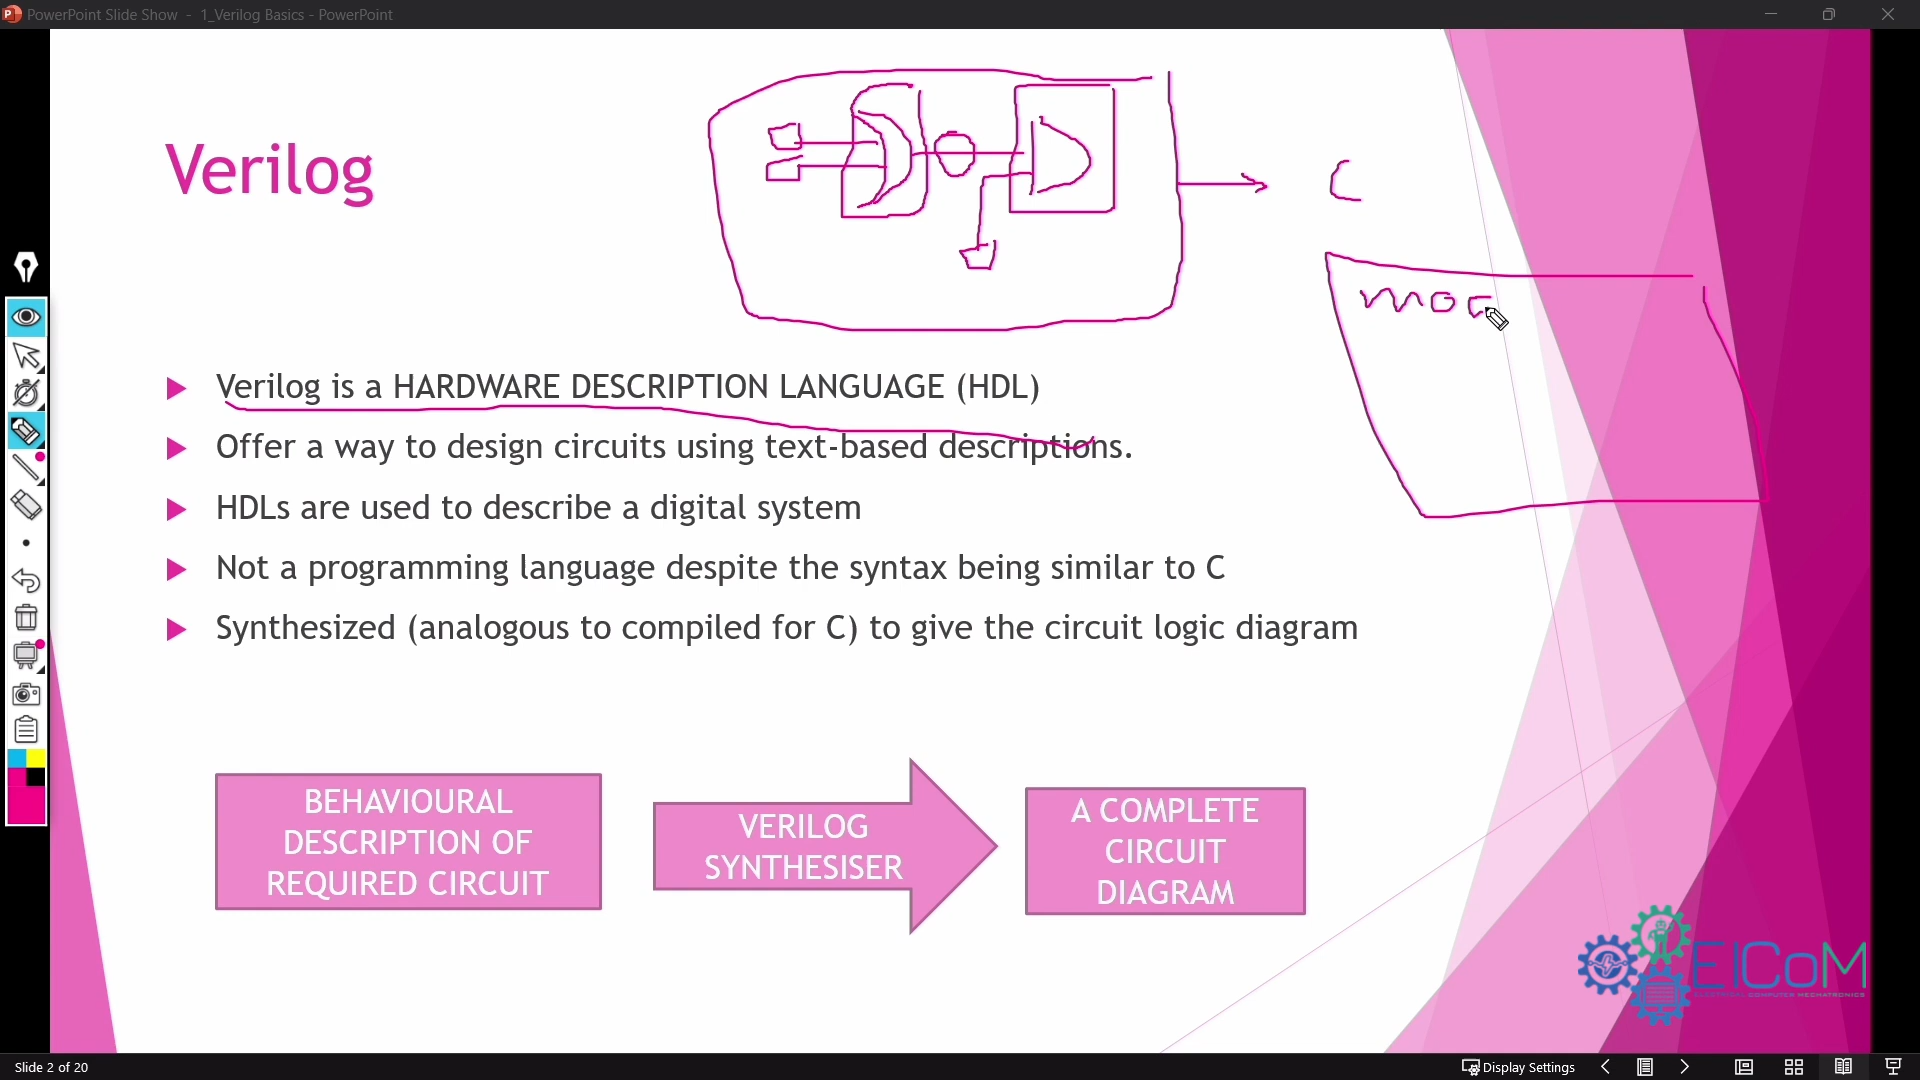 PowerPoint Slide Show - 1_Verilog Basics - PowerPoint
Verilog
C
Verilog is a HARDWARE DESCRIPTION LANGUAGE (HDL)
Offer a way to design circuits using text-based descriptions.
HDLs are used to describe a digital system
Not a programming language despite the syntax being similar to C
Synthesized (analogous to compiled for C) to give the circuit logic diagram
BEHAVIOURAL
DESCRIPTION OF
REQUIRED CIRCUIT
VERILOG
SYNTHESISER
A COMPLETE
CIRCUIT
DIAGRAM
EICoM
ELECTRICAL COMPUTER MECHATRONICS
Slide 2 of 20
Display Settings